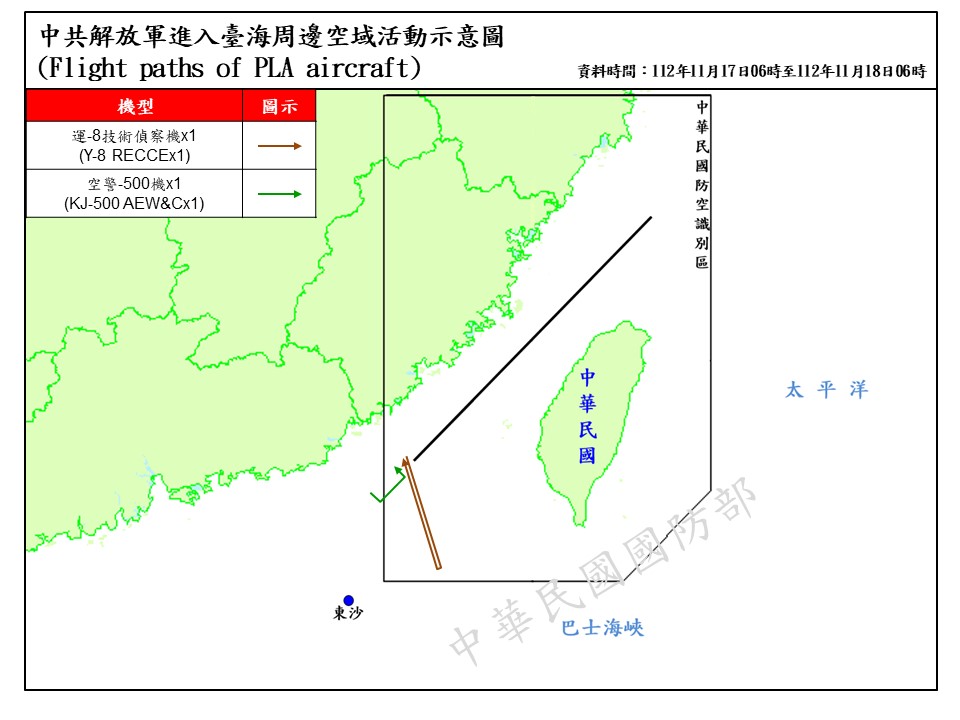 中共解放軍進入臺海周邊空域活動示意圖
(Flight paths of PLA aircraft)
資料時間：112年11月17日06時至112年11月18日06時
機型
圖示
運-8技術偵察機x1
(Y-8 RECCEx1)
空警-500機x1
(KJ-500 AEW&Cx1)
中華民國防空識別區
中華民國
太平洋
東沙
巴士海峽
中華民國國防部